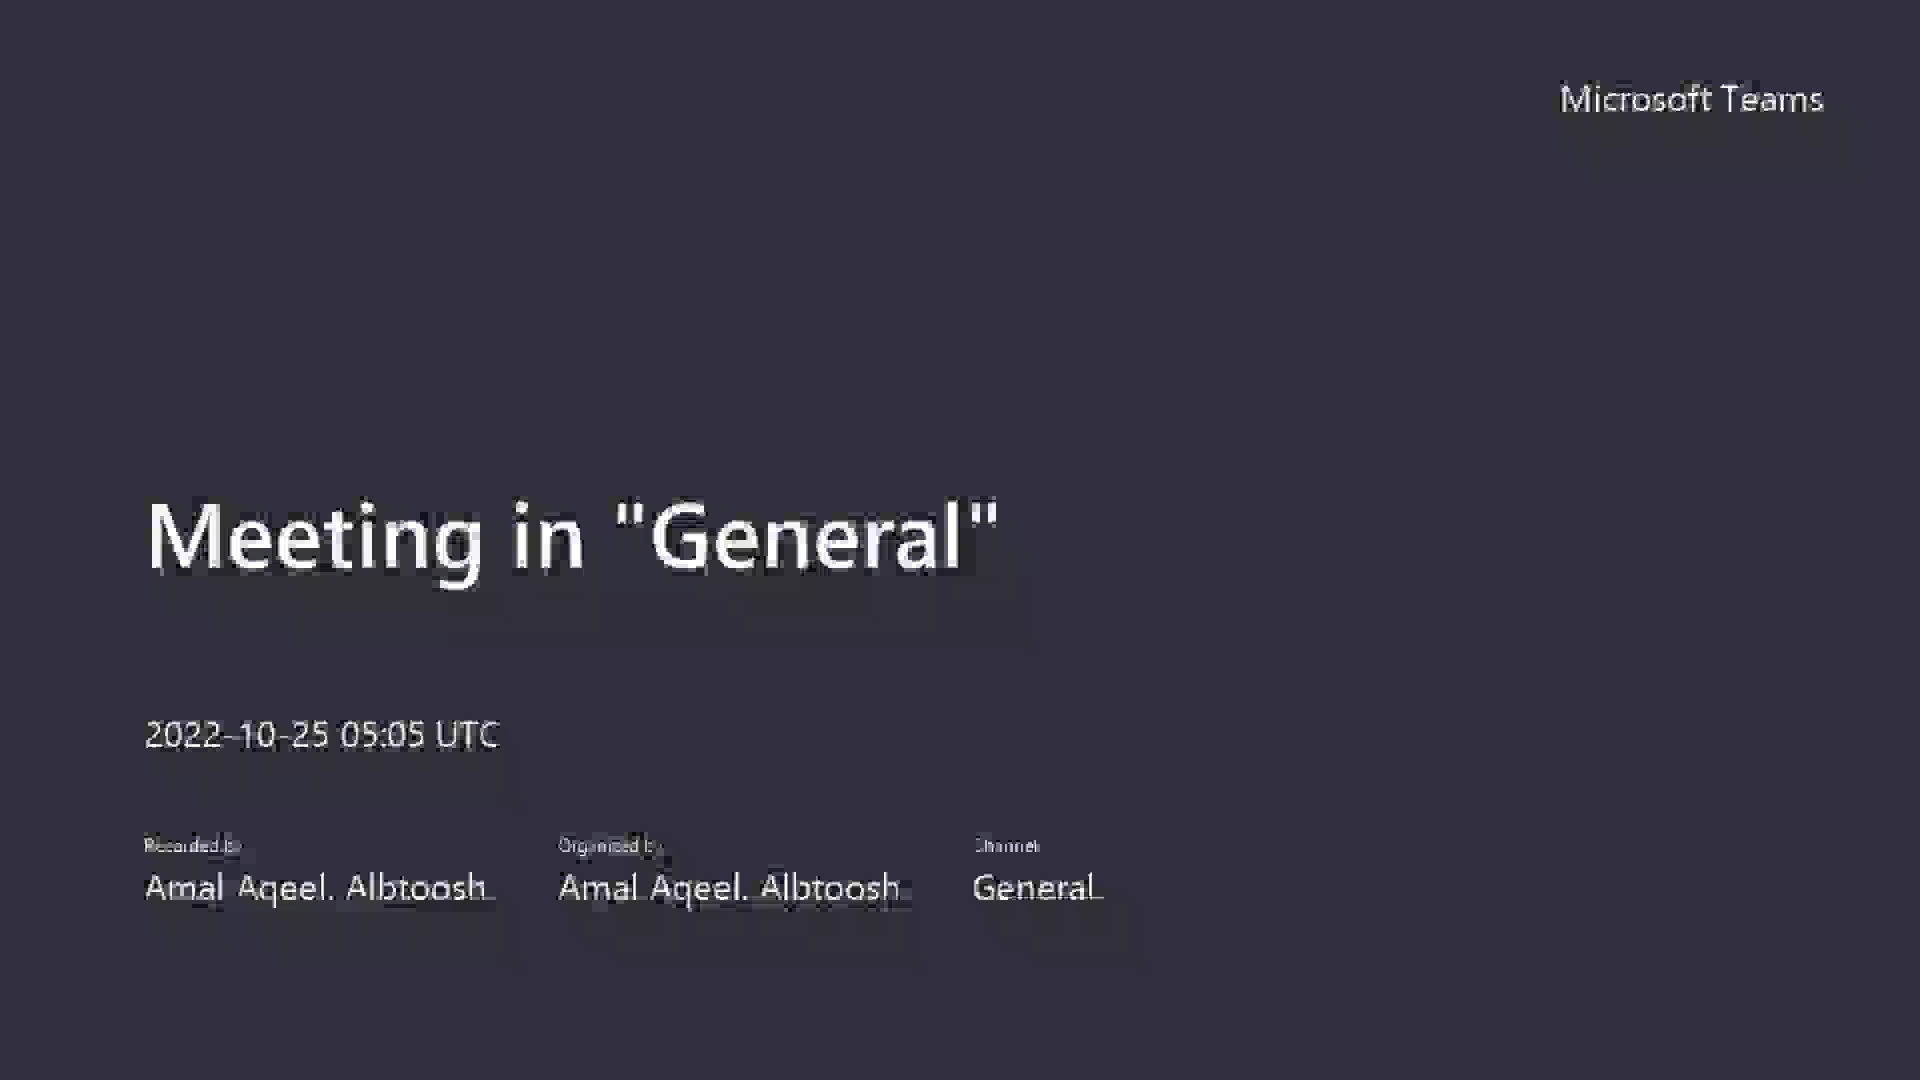 Microsoft Teams
Meeting in "General"
2022-10-25 05:05 UTC
Recorded by
Organized by
Channel
Amal Aqeel. Albtoosh
Amal Aqeel. Albtoosh
General